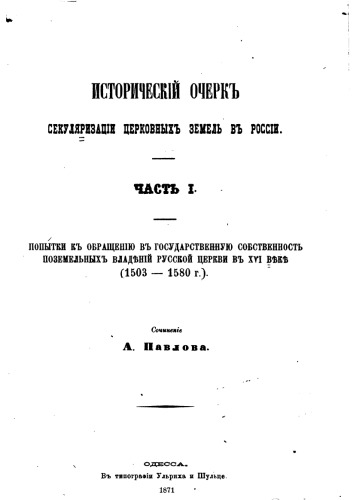 ИСТОРИЧЕСКІЙ ОЧЕРКЪ
СЕКУЛЯРИЗАЦІИ ЦЕРКОВНЫХЪ ЗЕМЕЛЬ ВЪ РОССІИ.
ЧАСТЬ I.
ПОПЫТКИ КЪ ОБРАЩЕНІЮ ВЪ ГОСУДАРСТВЕННУЮ СОБСТВЕННОСТЬ
ПОЗЕМЕЛЬНЫХЪ ВЛАДѢНІЙ РУССКОЙ ЦЕРКВИ ВЪ XVI ВѢКѢ
(1503 — 1580 г.).
Сочиненіе
А. Павлова.
ОДЕССА.
Въ типографіи Ульриха и Шульце.
1871